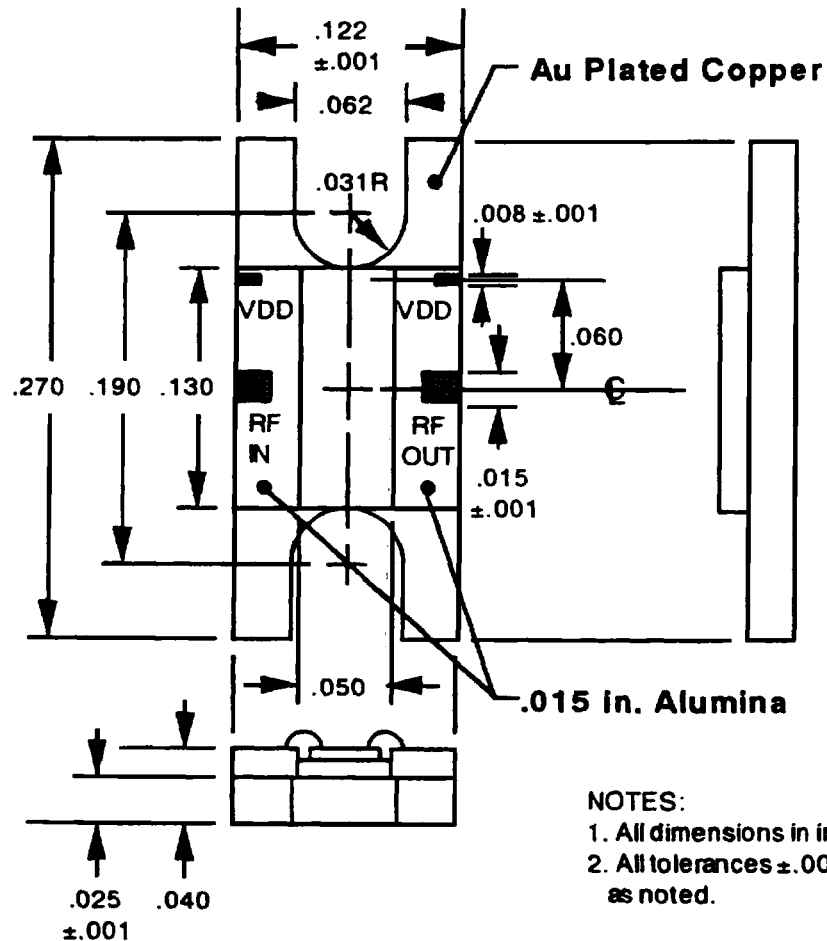 .122
±.001
Au Plated Copper
.062
.031R
.008 ±.001
VDD
VDD
.060
.270
.190
.130
RF
IN
RF
OUT
.015
±.001
.050
.015 in. Alumina
NOTES:
1. All dimensions in
2. All tolerances ±.00
as noted.
.025
±.001
.040